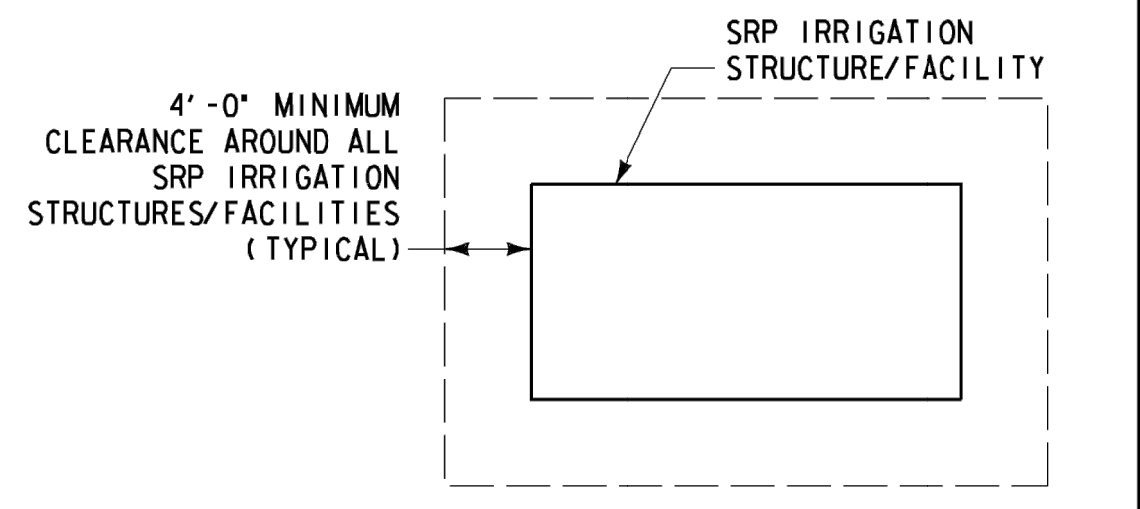 SRP IRRIGATION
STRUCTURE/FACILITY
4'-0" MINIMUM
CLEARANCE AROUND ALL
SRP IRRIGATION
STRUCTURES/FACILITIES
(TYPICAL)